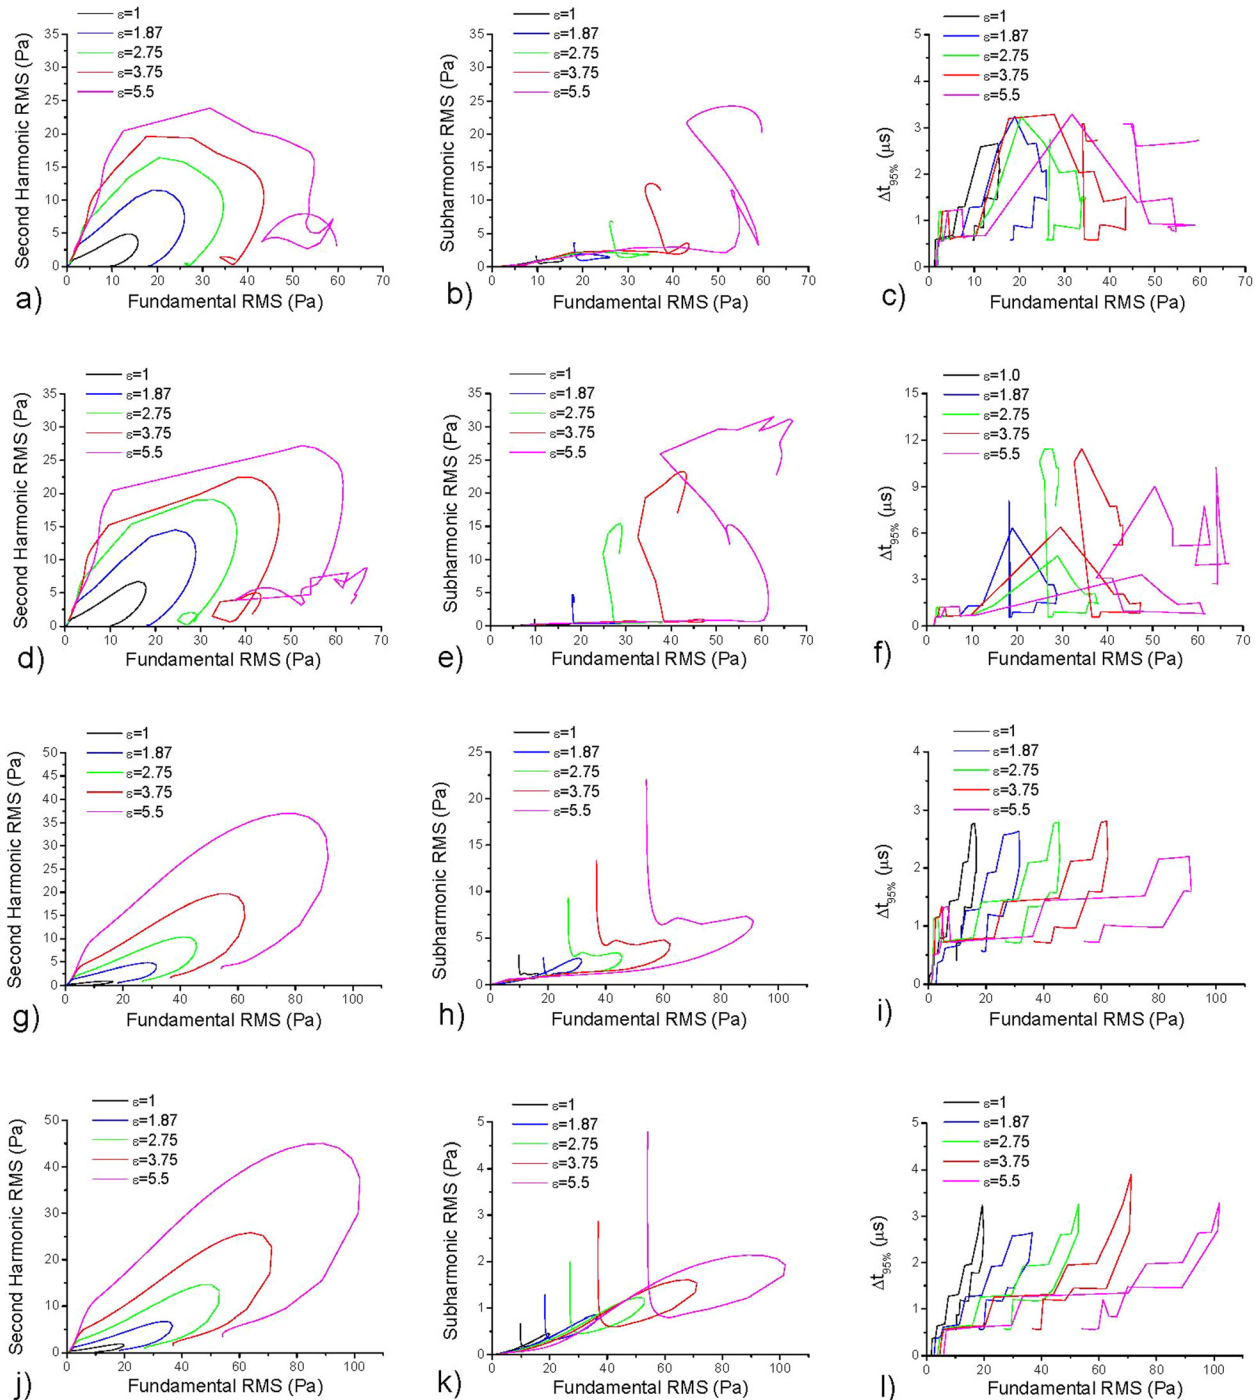 ε=1
ε=1.87
ε=2.75
ε=3.75
ε=5.5
Second Harmonic RMS (Pa)
35
30
25
20
15
10
5
0
0 10 20 30 40 50 60 70
Fundamental RMS (Pa)
a)
ε=1
ε=1.87
ε=2.75
ε=3.75
ε=5.5
Subharmonic RMS (Pa)
35
30
25
20
15
10
5
0
0 10 20 30 40 50 60 70
Fundamental RMS (Pa)
b)
ε=1
ε=1.87
ε=2.75
ε=3.75
ε=5.5
Δt95% (μs)
5
4
3
2
1
0
0 10 20 30 40 50 60 70
Fundamental RMS (Pa)
c)
ε=1
ε=1.87
ε=2.75
ε=3.75
ε=5.5
Second Harmonic RMS (Pa)
35
30
25
20
15
10
5
0
0 10 20 30 40 50 60 70
Fundamental RMS (Pa)
d)
ε=1
ε=1.87
ε=2.75
ε=3.75
ε=5.5
Subharmonic RMS (Pa)
35
30
25
20
15
10
5
0
0 10 20 30 40 50 60 70
Fundamental RMS (Pa)
e)
ε=1.0
ε=1.87
ε=2.75
ε=3.75
ε=5.5
Δt95% (μs)
15
12
9
6
3
0
0 10 20 30 40 50 60 70
Fundamental RMS (Pa)
f)
ε=1
ε=1.87
ε=2.75
ε=3.75
ε=5.5
Second Harmonic RMS (Pa)
50
45
40
35
30
25
20
15
10
5
0
0 20 40 60 80 100
Fundamental RMS (Pa)
g)
ε=1
ε=1.87
ε=2.75
ε=3.75
ε=5.5
Subharmonic RMS (Pa)
25
20
15
10
5
0
0 20 40 60 80 100
Fundamental RMS (Pa)
h)
ε=1
ε=1.87
ε=2.75
ε=3.75
ε=5.5
Δt95% (μs)
4
3
2
1
0
0 20 40 60 80 100
Fundamental RMS (Pa)
i)
ε=1
ε=1.87
ε=2.75
ε=3.75
ε=5.5
Second Harmonic RMS (Pa)
50
40
30
20
10
0
0 20 40 60 80 100
Fundamental RMS (Pa)
j)
ε=1
ε=1.87
ε=2.75
ε=3.75
ε=5.5
Subharmonic RMS (Pa)
5
4
3
2
1
0
0 20 40 60 80 100
Fundamental RMS (Pa)
k)
ε=1
ε=1.87
ε=2.75
ε=3.75
ε=5.5
Δt95% (μs)
5
4
3
2
1
0
0 20 40 60 80 100
Fundamental RMS (Pa)
l)